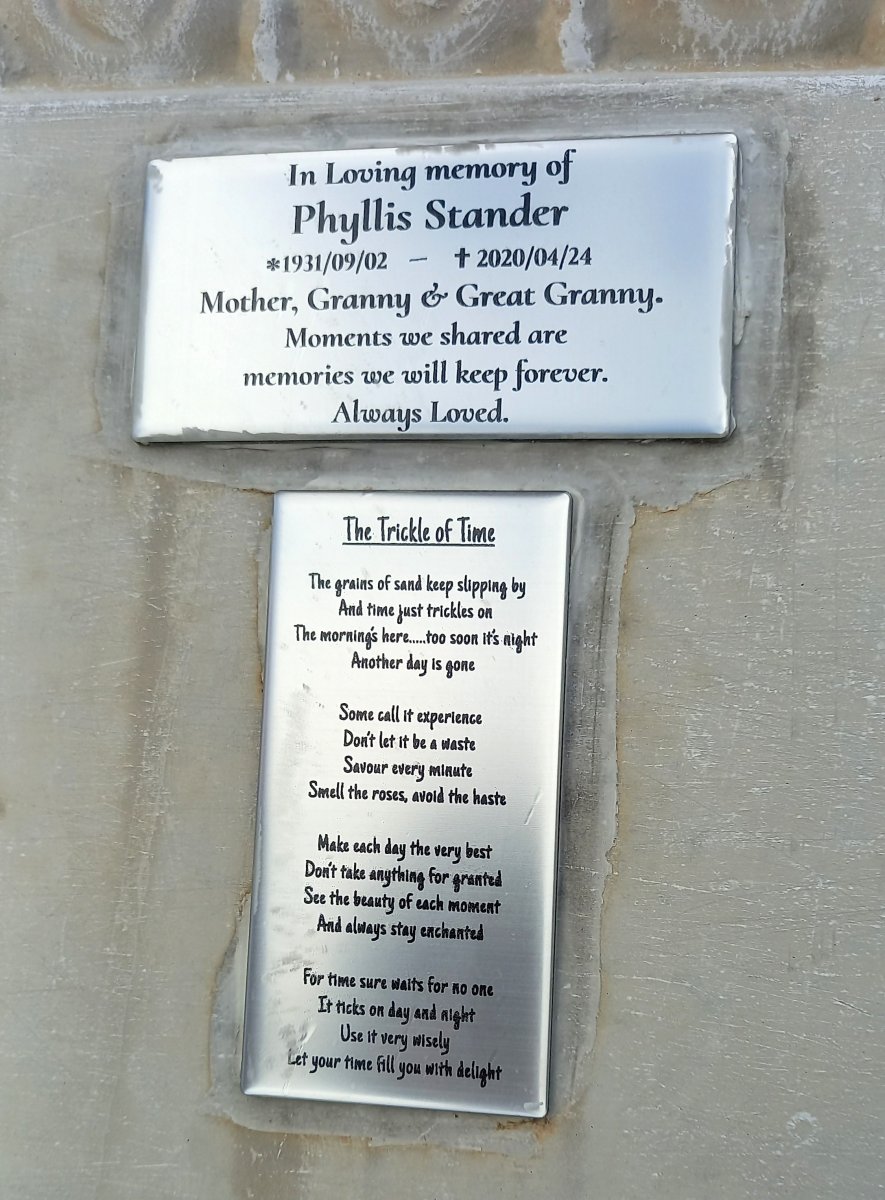 In Loving memory of
Phyllis Stander
*1931/09/02 – †2020/04/24
Mother, Granny & Great Granny.
Moments we shared are
memories we will keep forever.
Always Loved.
The Trickle of Time
The grains of sand keep slipping by
And time just trickles on
The morning's here.....too soon it's night
Another day is gone
Some call it experience
Don't let it be a waste
Savour every minute
Smell the roses, avoid the haste
Make each day the very best
Don't take anything for granted
See the beauty of each moment
And always stay enchanted
For time sure waits for no one
It ticks on day and night
Use it very wisely
Let your time fill you with delight